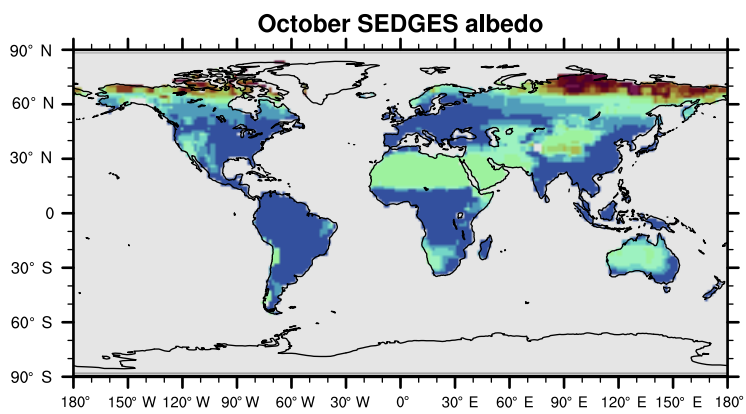 October SEDGES albedo
90° N
60° N
30° N
0
30° S
60° S
90° S
180° 150° W 120° W 90° W 60° W 30° W 0° 30° E 60° E 90° E 120° E 150° E 180°